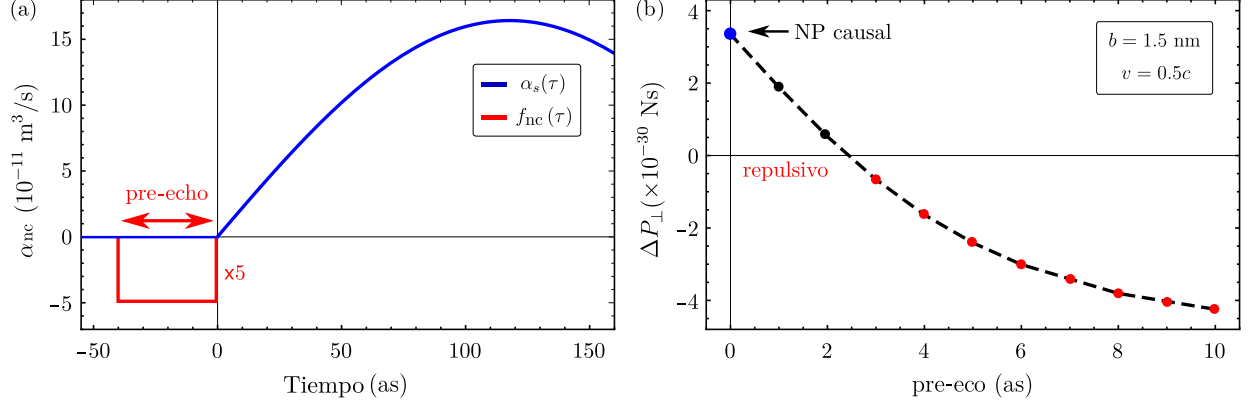 (a)
α_nc (10⁻¹¹ m³/s)
15
10
5
0
−5
pre-echo
x5
α_s(τ)
f_nc(τ)
−50
0
50
100
150
Tiempo (as)
(b)
ΔP_⊥(×10⁻³⁰ Ns)
4
2
0
−2
−4
NP causal
b = 1.5 nm
v = 0.5c
repulsivo
0
2
4
6
8
10
pre-eco (as)